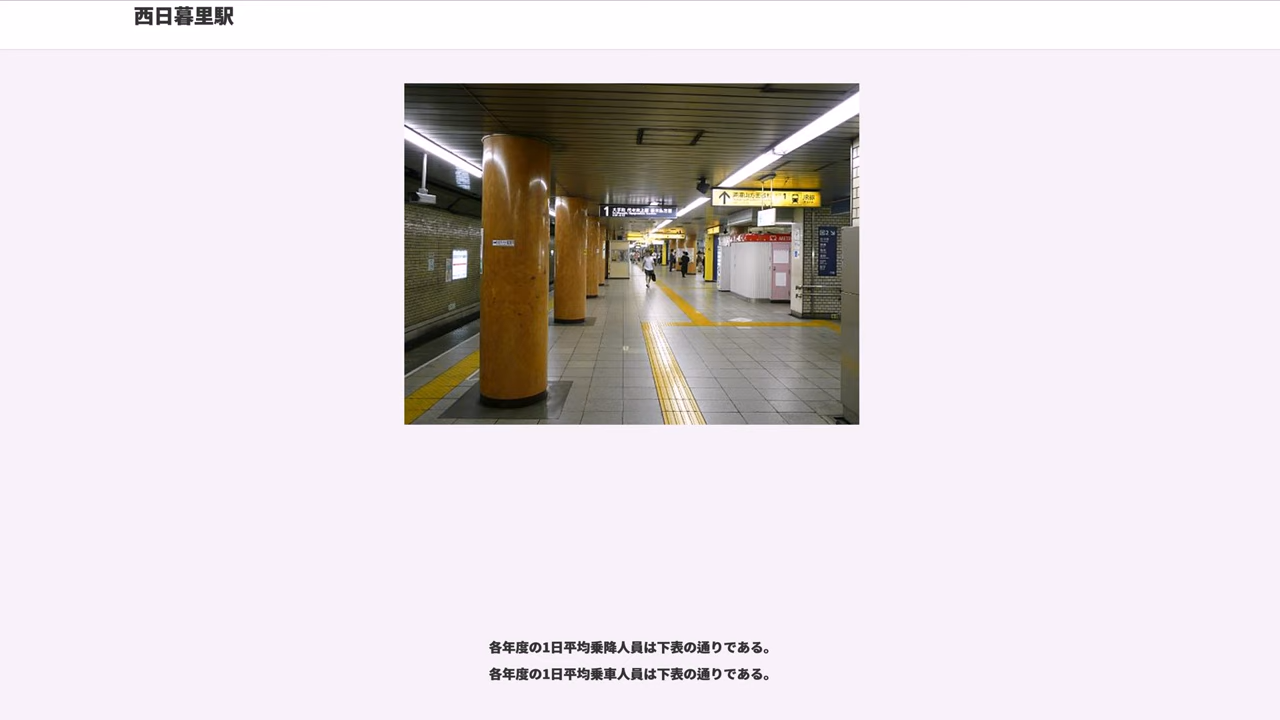 西日暮里駅
各年度の1日平均乗降人員は下表の通りである。
各年度の1日平均乗車人員は下表の通りである。